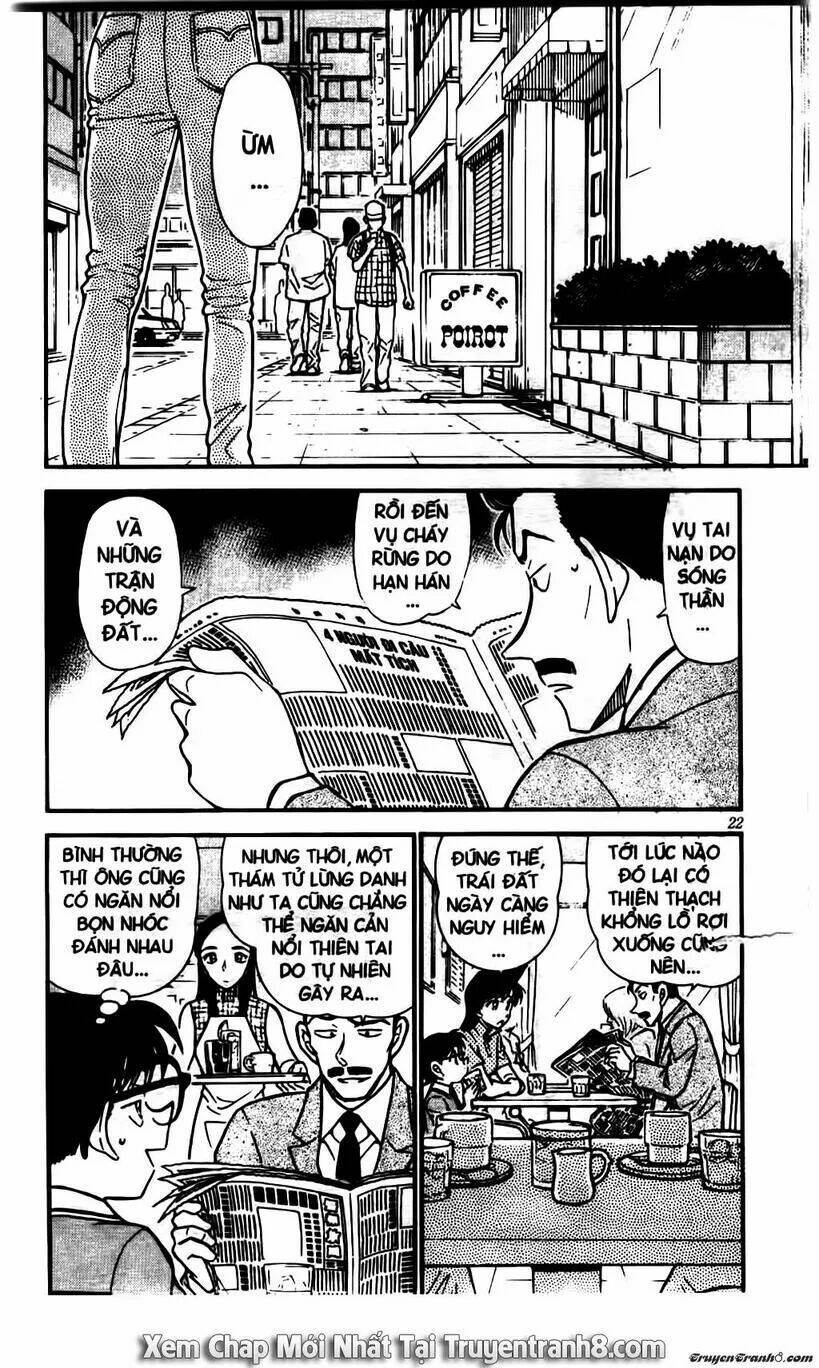 ỪM
...
COFFEE
POIROT
VỤ TAI
NẠN DO
SÓNG
THẦN
...
RỒI ĐẾN
VỤ CHÁY
RỪNG DO
HẠN HÁN
...
VÀ
NHỮNG
TRẬN
ĐỘNG
ĐẤT...
4 NGƯỜI ĐI CÂU
MẤT TÍCH
22
TỚI LÚC NÀO
ĐÓ LẠI CÓ
THIÊN THẠCH
KHỔNG LỒ RƠI
XUỐNG CŨNG
NÊN...
ĐÚNG THẾ,
TRÁI ĐẤT
NGÀY CÀNG
NGUY HIỂM
...
NHƯNG THÔI, MỘT
THÁM TỬ LỪNG DANH
NHƯ TA CŨNG CHẲNG
THỂ NGĂN CẢN
NỔI THIÊN TAI
DO TỰ NHIÊN
GÂY RA...
BÌNH THƯỜNG
THÌ ÔNG CŨNG
CÓ NGĂN NỔI
BỌN NHÓC
ĐÁNH NHAU
ĐÂU...
Xem Chap Mới Nhất Tại Truyentranh8.com
TruyenTranh8.com